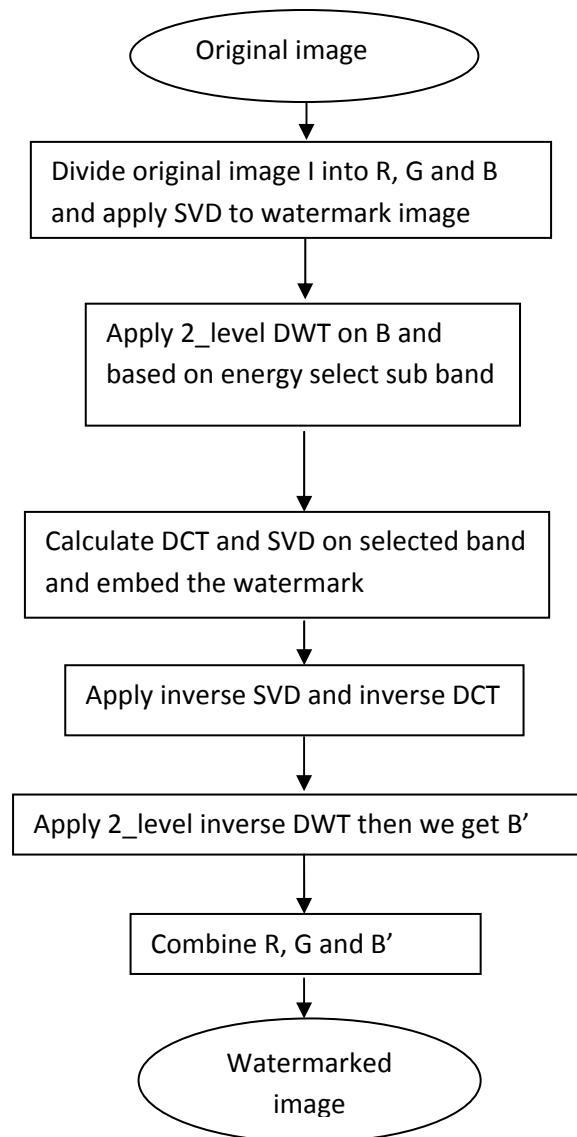 Original image
Divide original image I into R, G and B
and apply SVD to watermark image
Apply 2_level DWT on B and
based on energy select sub band
Calculate DCT and SVD on selected band
and embed the watermark
Apply inverse SVD and inverse DCT
Apply 2_level inverse DWT then we get B’
Combine R, G and B’
Watermarked
image